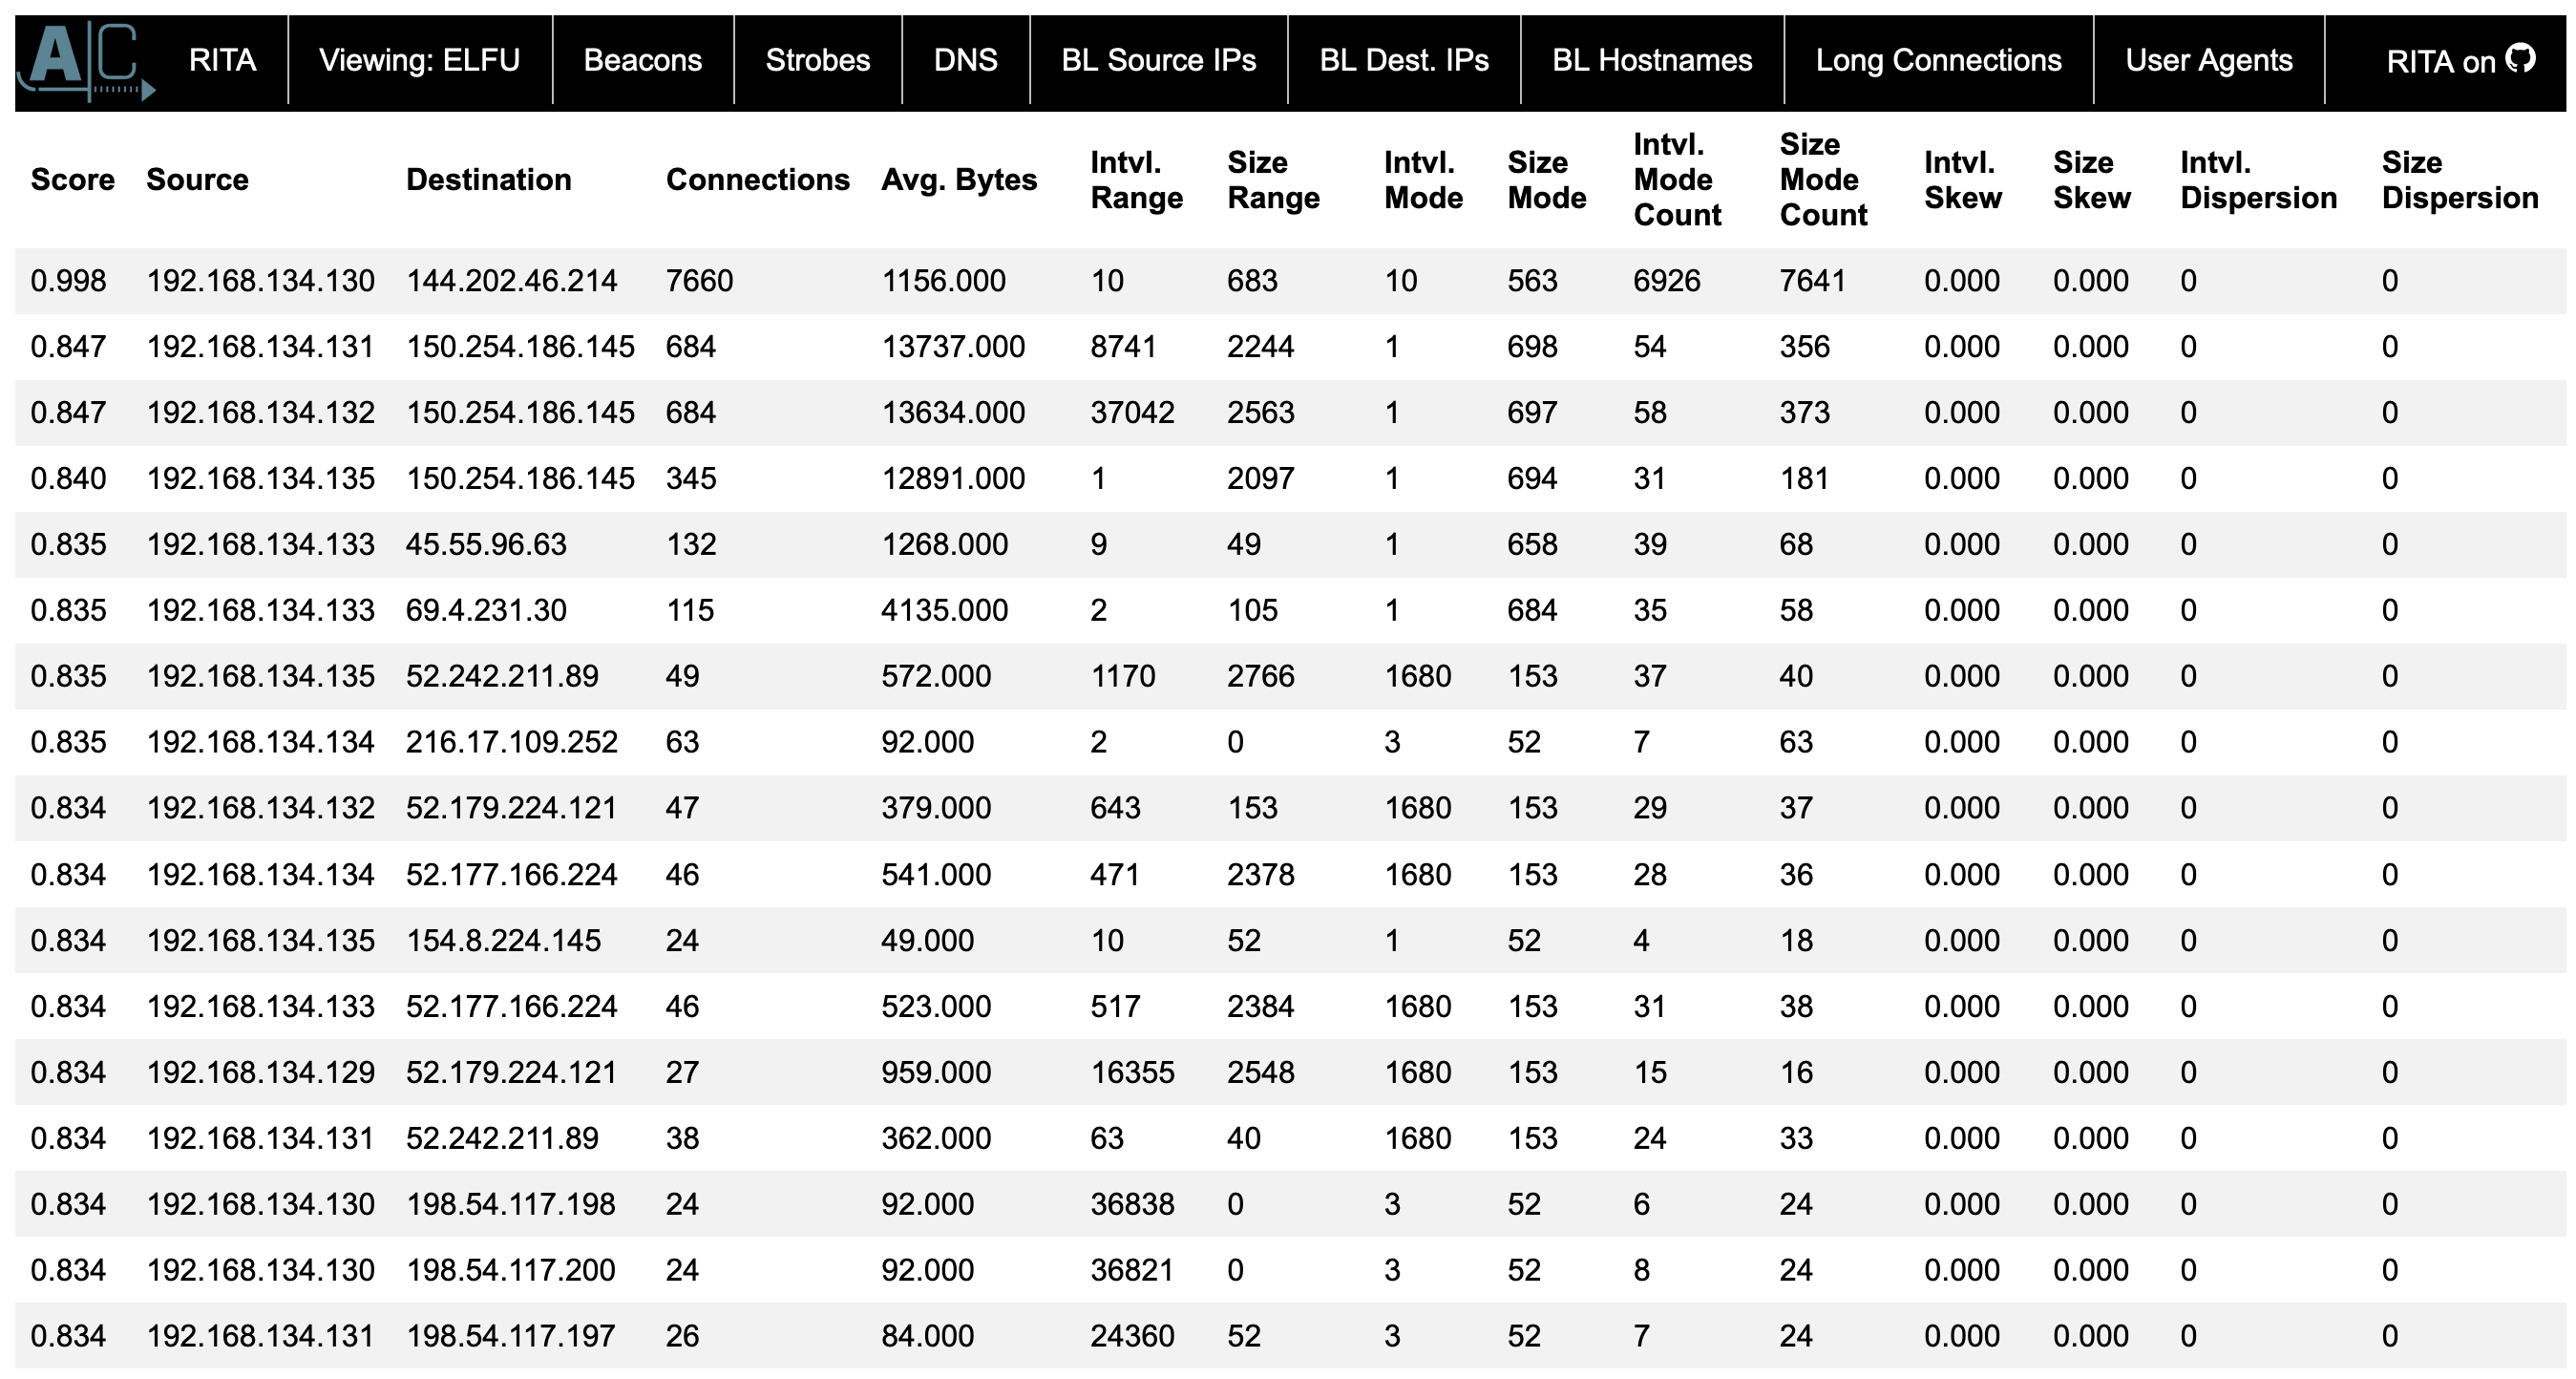 AC RITA Viewing: ELFU Beacons Strobes DNS BL Source IPs BL Dest. IPs BL Hostnames Long Connections User Agents RITA on
Score Source Destination Connections Avg. Bytes Intvl. Range Size Range Intvl. Mode Size Mode Intvl. Mode Count Size Mode Count Intvl. Skew Size Skew Intvl. Dispersion Size Dispersion
0.998 192.168.134.130 144.202.46.214 7660 1156.000 10 683 10 563 6926 7641 0.000 0.000 0 0
0.847 192.168.134.131 150.254.186.145 684 13737.000 8741 2244 1 698 54 356 0.000 0.000 0 0
0.847 192.168.134.132 150.254.186.145 684 13634.000 37042 2563 1 697 58 373 0.000 0.000 0 0
0.840 192.168.134.135 150.254.186.145 345 12891.000 1 2097 1 694 31 181 0.000 0.000 0 0
0.835 192.168.134.133 45.55.96.63 132 1268.000 9 49 1 658 39 68 0.000 0.000 0 0
0.835 192.168.134.133 69.4.231.30 115 4135.000 2 105 1 684 35 58 0.000 0.000 0 0
0.835 192.168.134.135 52.242.211.89 49 572.000 1170 2766 1680 153 37 40 0.000 0.000 0 0
0.835 192.168.134.134 216.17.109.252 63 92.000 2 0 3 52 7 63 0.000 0.000 0 0
0.834 192.168.134.132 52.179.224.121 47 379.000 643 153 1680 153 29 37 0.000 0.000 0 0
0.834 192.168.134.134 52.177.166.224 46 541.000 471 2378 1680 153 28 36 0.000 0.000 0 0
0.834 192.168.134.135 154.8.224.145 24 49.000 10 52 1 52 4 18 0.000 0.000 0 0
0.834 192.168.134.133 52.177.166.224 46 523.000 517 2384 1680 153 31 38 0.000 0.000 0 0
0.834 192.168.134.129 52.179.224.121 27 959.000 16355 2548 1680 153 15 16 0.000 0.000 0 0
0.834 192.168.134.131 52.242.211.89 38 362.000 63 40 1680 153 24 33 0.000 0.000 0 0
0.834 192.168.134.130 198.54.117.198 24 92.000 36838 0 3 52 6 24 0.000 0.000 0 0
0.834 192.168.134.130 198.54.117.200 24 92.000 36821 0 3 52 8 24 0.000 0.000 0 0
0.834 192.168.134.131 198.54.117.197 26 84.000 24360 52 3 52 7 24 0.000 0.000 0 0